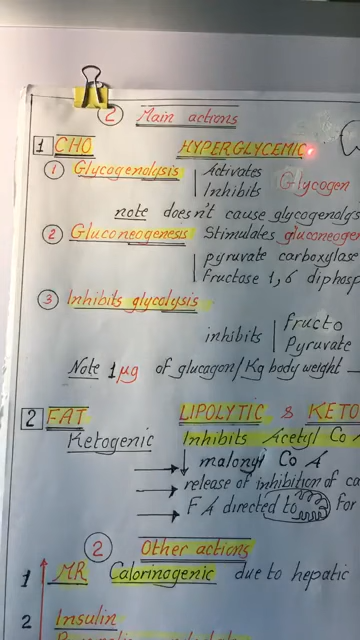 ② Main actions
1 CHO HYPERGLYCEMIC
① Glycogenolysis | Activates
Inhibits Glycogen
note doesn't cause glycogenolys
② Gluconeogenesis Stimulates gluconeogen
pyruvate carboxylase
fructose 1,6 diphosp
③ Inhibits glycolysis
inhibits | fructo
Pyruvate
Note 1 μg of glucagon/Kg body weight
2 FAT LIPOLYTIC & KETO
Ketogenic Inhibits Acetyl Co A
↓ malonyl Co A
→ release of inhibition of ca
→ FA directed to for
② Other actions
1 MR Calorinogenic due to hepatic
2 Insulin